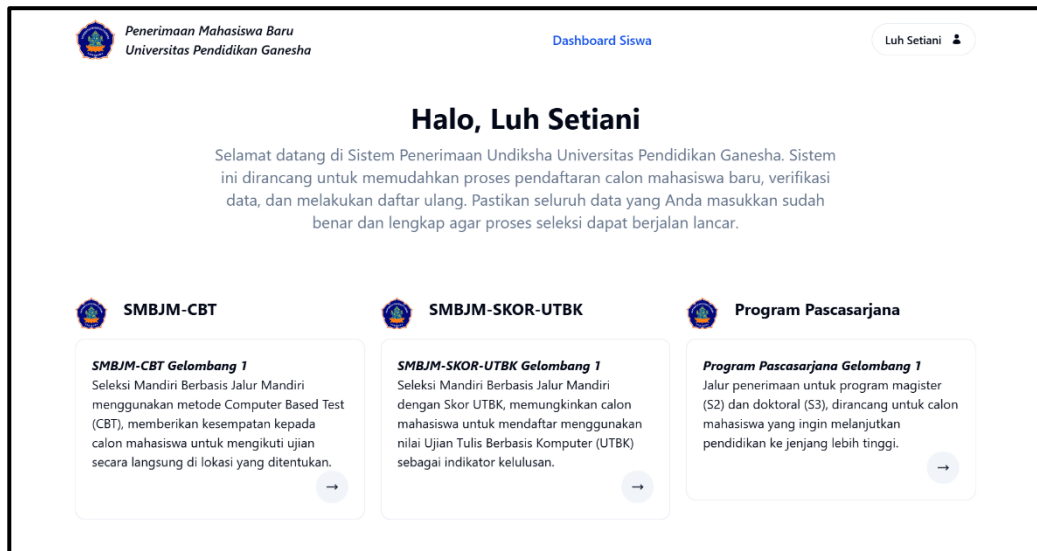 Penerimaan Mahasiswa Baru
Universitas Pendidikan Ganesha
Dashboard Siswa
Luh Setiani
Halo, Luh Setiani
Selamat datang di Sistem Penerimaan Undiksha Universitas Pendidikan Ganesha. Sistem
ini dirancang untuk memudahkan proses pendaftaran calon mahasiswa baru, verifikasi
data, dan melakukan daftar ulang. Pastikan seluruh data yang Anda masukkan sudah
benar dan lengkap agar proses seleksi dapat berjalan lancar.
SMBJM-CBT
SMBJM-CBT Gelombang 1
Seleksi Mandiri Berbasis Jalur Mandiri
menggunakan metode Computer Based Test
(CBT), memberikan kesempatan kepada
calon mahasiswa untuk mengikuti ujian
secara langsung di lokasi yang ditentukan.
→
SMBJM-SKOR-UTBK
SMBJM-SKOR-UTBK Gelombang 1
Seleksi Mandiri Berbasis Jalur Mandiri
dengan Skor UTBK, memungkinkan calon
mahasiswa untuk mendaftar menggunakan
nilai Ujian Tulis Berbasis Komputer (UTBK)
sebagai indikator kelulusan.
→
Program Pascasarjana
Program Pascasarjana Gelombang 1
Jalur penerimaan untuk program magister
(S2) dan doktoral (S3), dirancang untuk calon
mahasiswa yang ingin melanjutkan
pendidikan ke jenjang lebih tinggi.
→